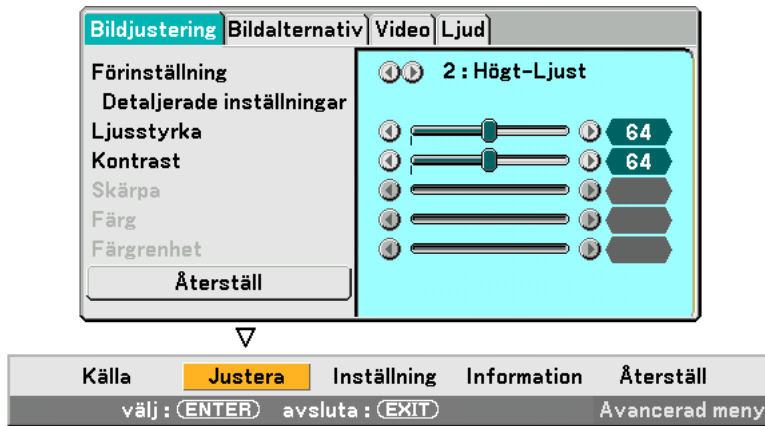 Bildjustering Bildalternativ Video Ljud
Förinställning 2 : Högt-Ljust
Detaljerade inställningar
Ljusstyrka 64
Kontrast 64
Skärpa
Färg
Färgrenhet
Återställ
Källa Justera Inställning Information Återställ
välj : ENTER avsluta : EXIT Avancerad meny